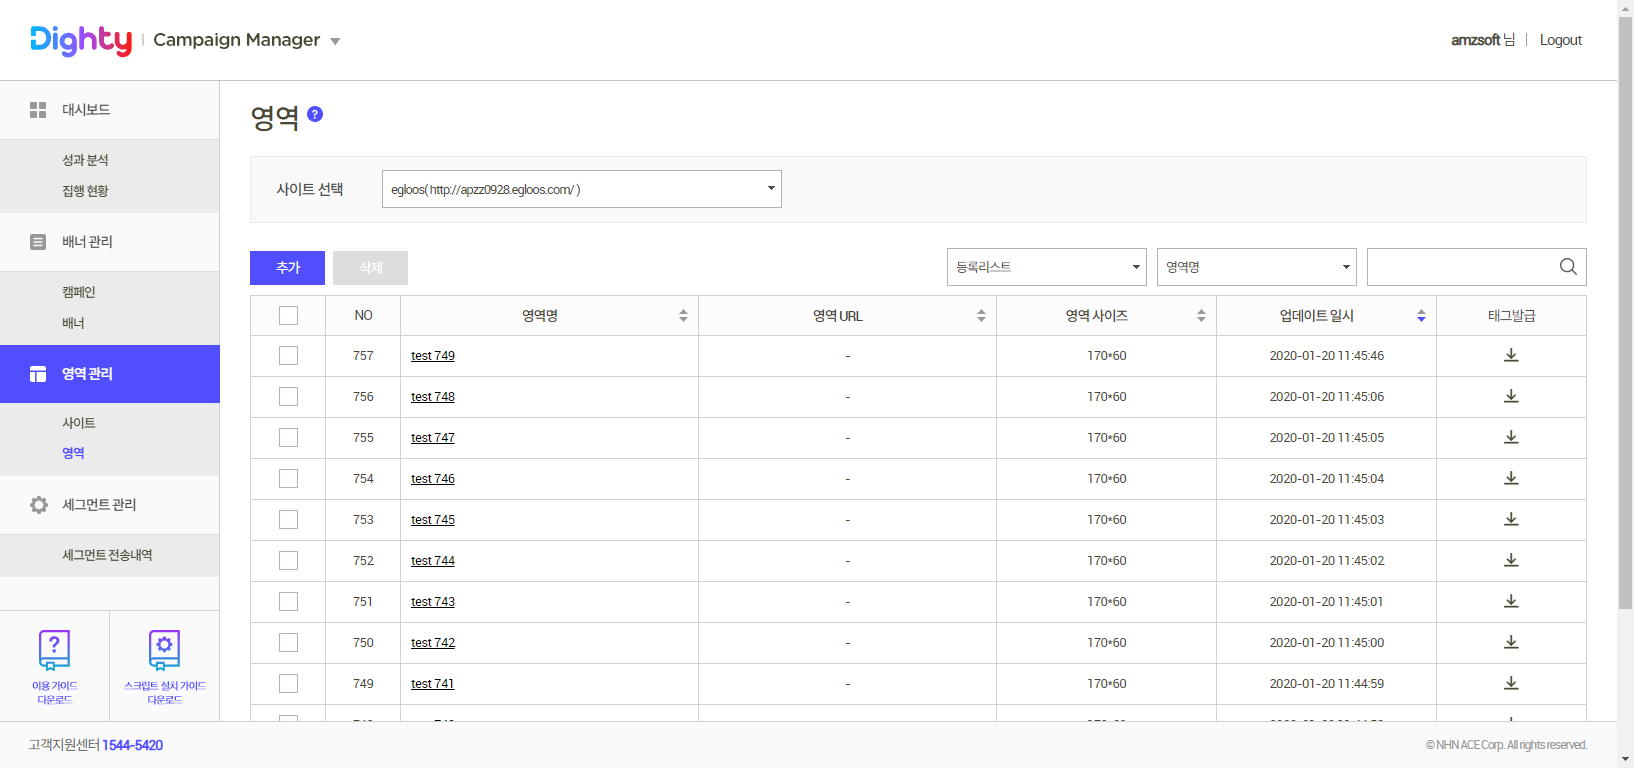 Dighty | Campaign Manager
amzsoft 님 | Logout
대시보드
성과 분석
집행 현황
배너 관리
캠페인
배너
영역 관리
사이트
영역
세그먼트 관리
세그먼트 전송내역
이용 가이드
다운로드
스크립트 설치 가이드
다운로드
영역 ?
사이트 선택 egloos( http://apzz0928.egloos.com/ )
추가 삭제 등록리스트 영역명
NO 영역명 영역 URL 영역 사이즈 업데이트 일시 태그발급
757 test 749 - 170*60 2020-01-20 11:45:46
756 test 748 - 170*60 2020-01-20 11:45:06
755 test 747 - 170*60 2020-01-20 11:45:05
754 test 746 - 170*60 2020-01-20 11:45:04
753 test 745 - 170*60 2020-01-20 11:45:03
752 test 744 - 170*60 2020-01-20 11:45:02
751 test 743 - 170*60 2020-01-20 11:45:01
750 test 742 - 170*60 2020-01-20 11:45:00
749 test 741 - 170*60 2020-01-20 11:44:59
고객지원센터 1544-5420
© NHN ACE Corp. All rights reserved.